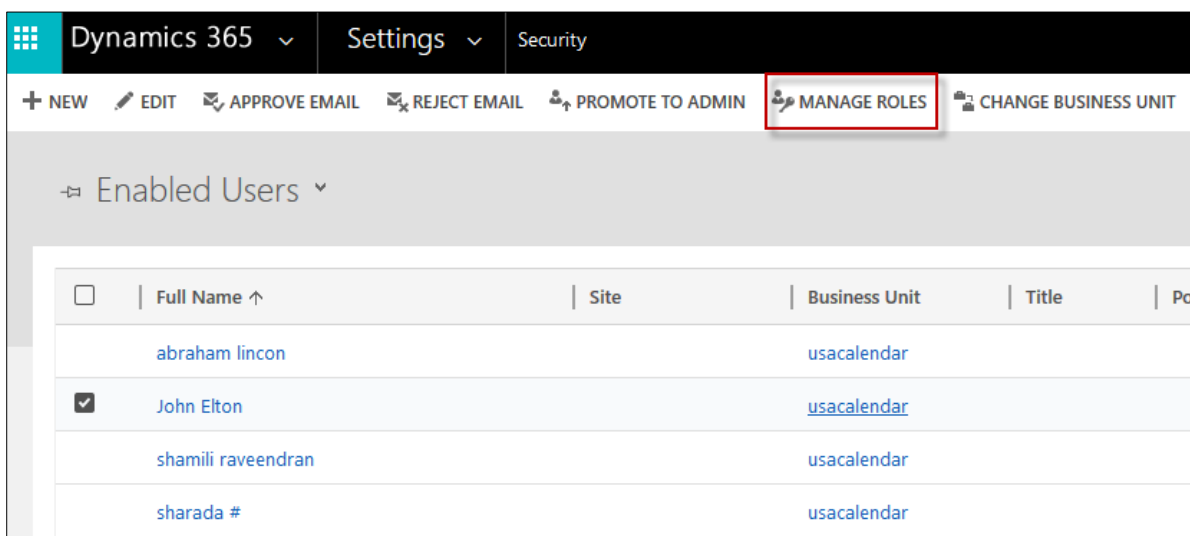 Dynamics 365 Settings Security
NEW EDIT APPROVE EMAIL REJECT EMAIL PROMOTE TO ADMIN MANAGE ROLES CHANGE BUSINESS UNIT
Enabled Users
Full Name Site Business Unit Title Po
abraham lincon usacalendar
John Elton usacalendar
shamili raveendran usacalendar
sharada # usacalendar